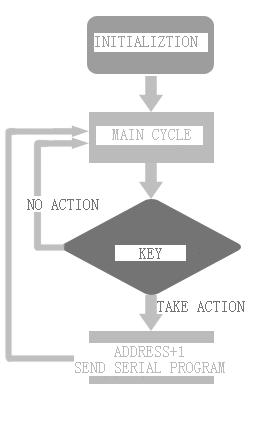 INITIALIZTION
MAIN CYCLE
NO ACTION
KEY
TAKE ACTION
ADDRESS+1
SEND SERIAL PROGRAM